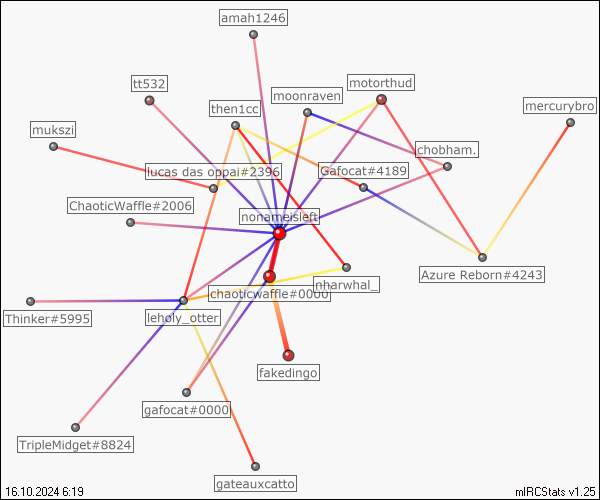 amah1246
tt532
moonraven
motorthud
then1cc
mercurybro
mukszi
chobham.
lucas das oppai#2396
Gafocat#4189
ChaoticWaffle#2006
nonameisleft
Azure Reborn#4243
nharwhal_
chaoticwaffle#0000
Thinker#5995
leholy_otter
fakedingo
gafocat#0000
TripleMidget#8824
gateauxcatto
16.10.2024 6:19
mIRCStats v1.25